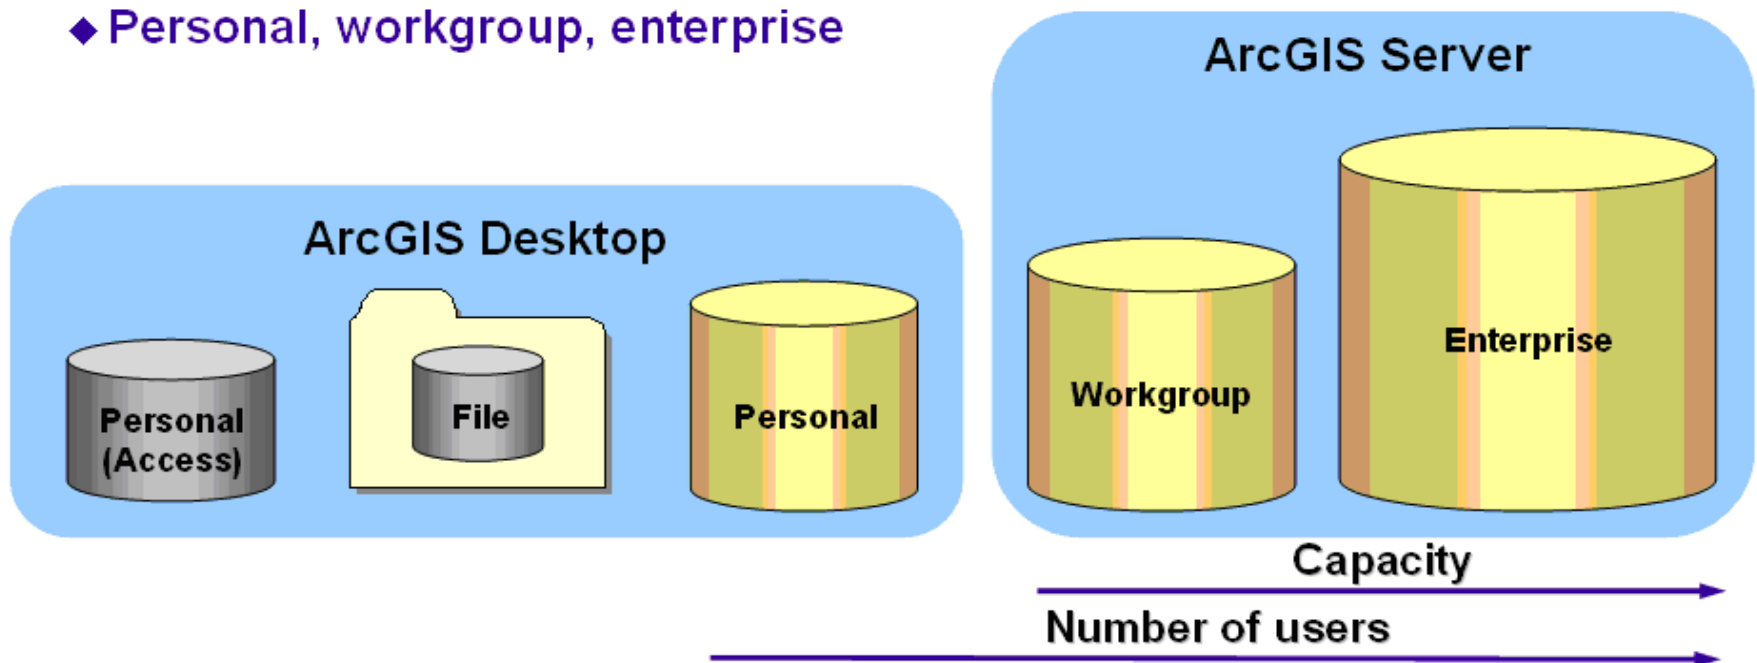 Personal, workgroup, enterprise
ArcGIS Server
ArcGIS Desktop
Personal
(Access)
File
Personal
Workgroup
Enterprise
Capacity
Number of users